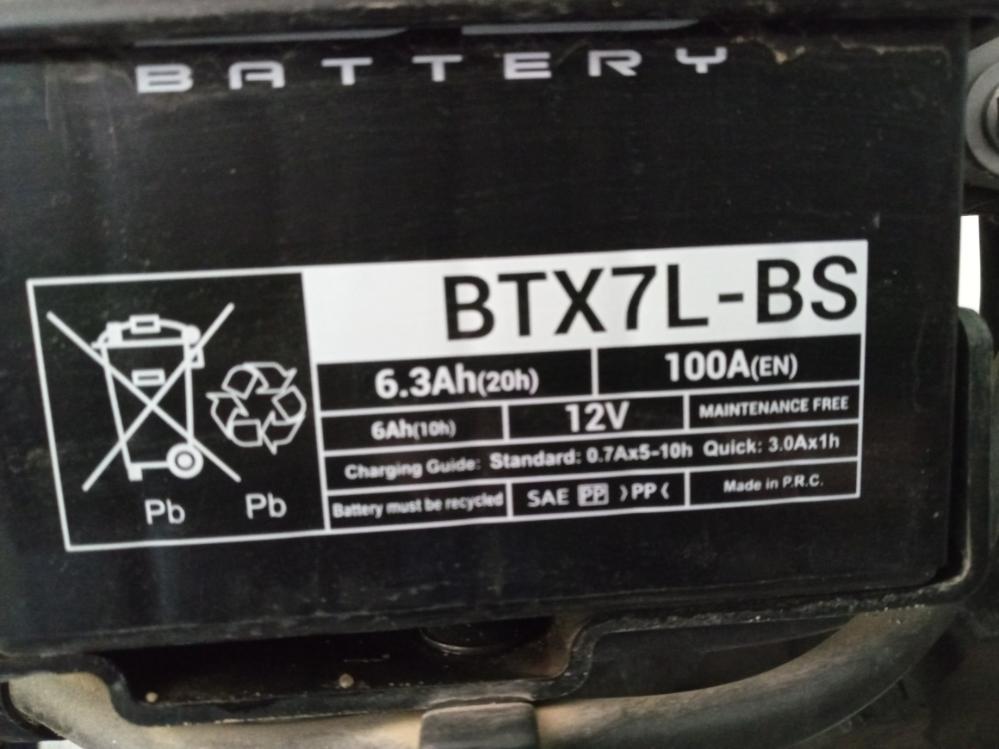 BATTERY
BTX7L-BS
6.3Ah(20h) 100A(EN)
6Ah(10h) 12V MAINTENANCE FREE
Charging Guide: Standard: 0.7Ax5-10h Quick: 3.0Ax1h
Battery must be recycled SAE PP >PP< Made in P.R.C.
Pb Pb